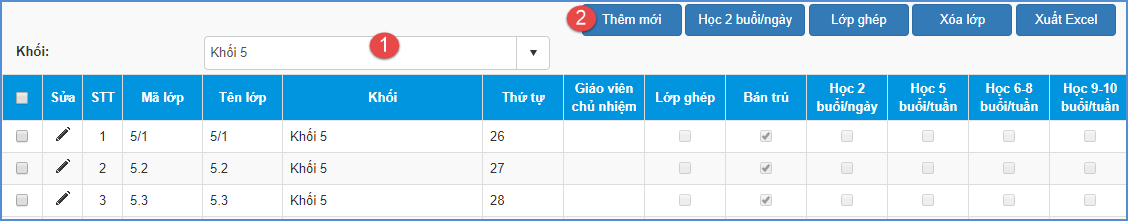 2 Thêm mới Học 2 buổi/ngày Lớp ghép Xóa lớp Xuất Excel
Khối: Khối 5 1
Sửa STT Mã lớp Tên lớp Khối Thứ tự Giáo viên chủ nhiệm Lớp ghép Bán trú Học 2 buổi/ngày Học 5 buổi/tuần Học 6-8 buổi/tuần Học 9-10 buổi/tuần
1 5/1 5/1 Khối 5 26
2 5.2 5.2 Khối 5 27
3 5.3 5.3 Khối 5 28